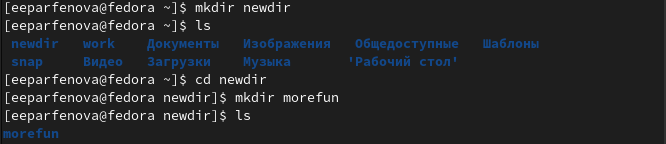 [eeparfenova@fedora ~]$ mkdir newdir
[eeparfenova@fedora ~]$ ls
newdir work Документы Изображения Общедоступные Шаблоны
snap Видео Загрузки Музыка 'Рабочий стол'
[eeparfenova@fedora ~]$ cd newdir
[eeparfenova@fedora newdir]$ mkdir morefun
[eeparfenova@fedora newdir]$ ls
morefun